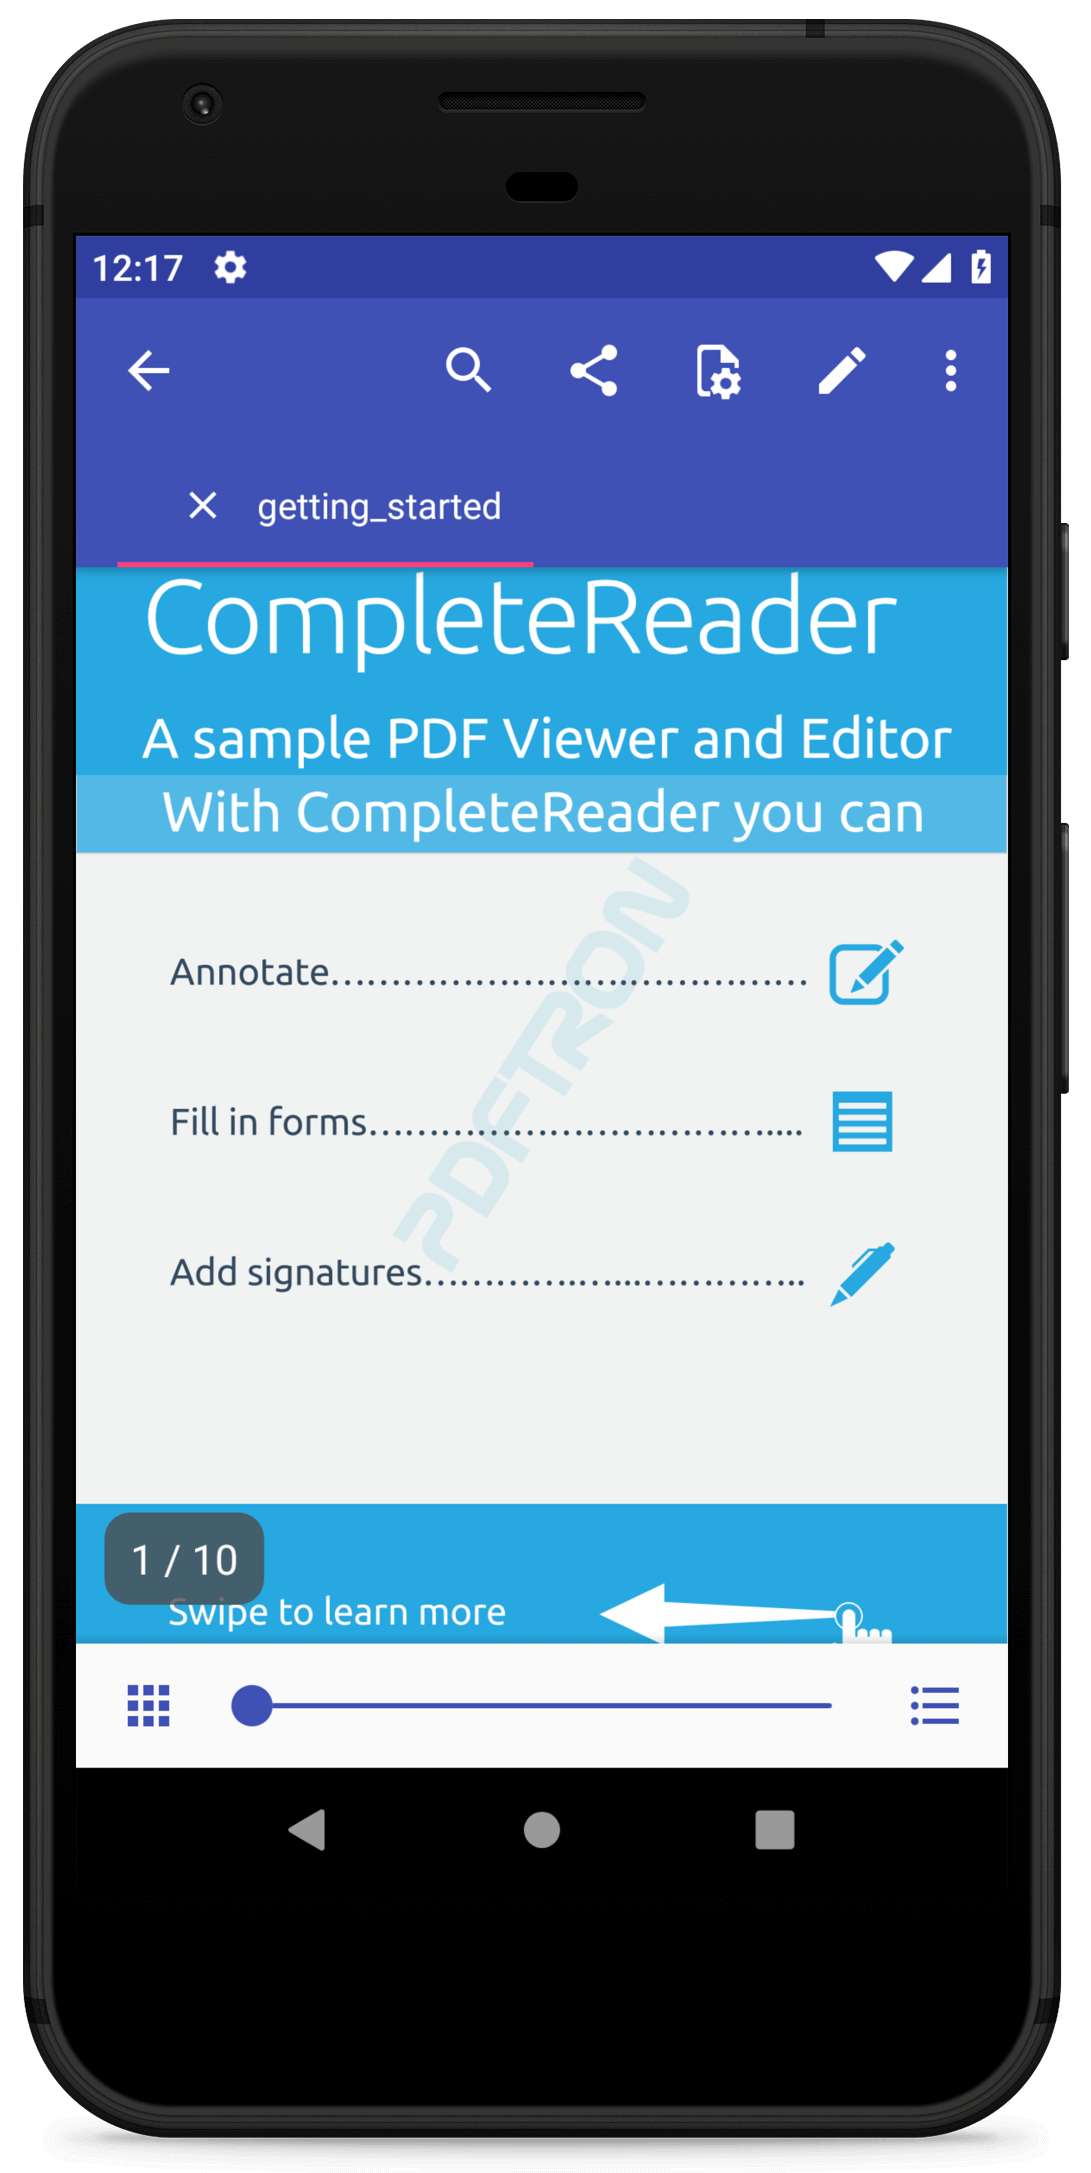 12:17
getting_started
CompleteReader
A sample PDF Viewer and Editor
With CompleteReader you can
PDFTRON
Annotate........................................
Fill in forms....................................
Add signatures................................
1 / 10
Swipe to learn more